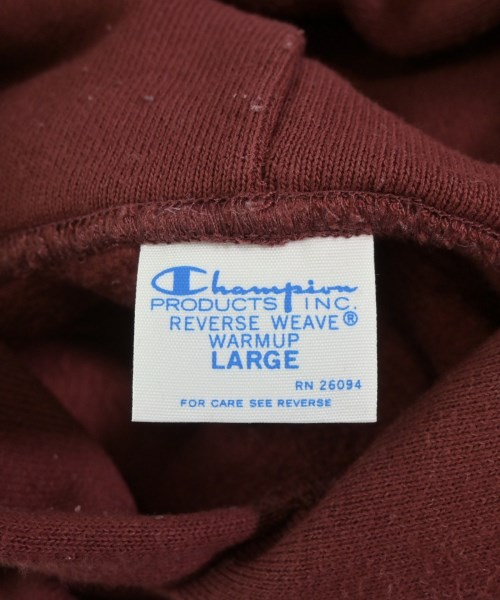 Champion
PRODUCTS INC.
REVERSE WEAVE®
WARMUP
LARGE
RN 26094
FOR CARE SEE REVERSE